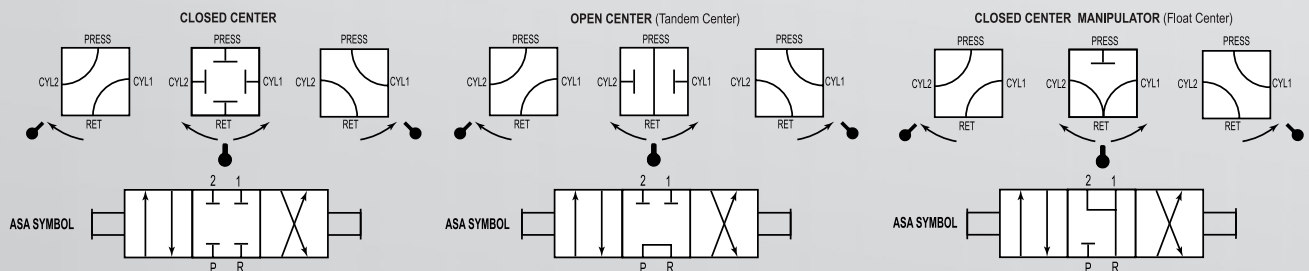 CLOSED CENTER
PRESS PRESS PRESS
CYL2 CYL1 CYL2 CYL1 CYL2 CYL1
RET RET RET
2 1
ASA SYMBOL
P R
OPEN CENTER (Tandem Center)
PRESS PRESS PRESS
CYL2 CYL1 CYL2 CYL1 CYL2 CYL1
RET RET RET
2 1
ASA SYMBOL
P R
CLOSED CENTER MANIPULATOR (Float Center)
PRESS PRESS PRESS
CYL2 CYL1 CYL2 CYL1 CYL2 CYL1
RET RET RET
2 1
ASA SYMBOL
P R